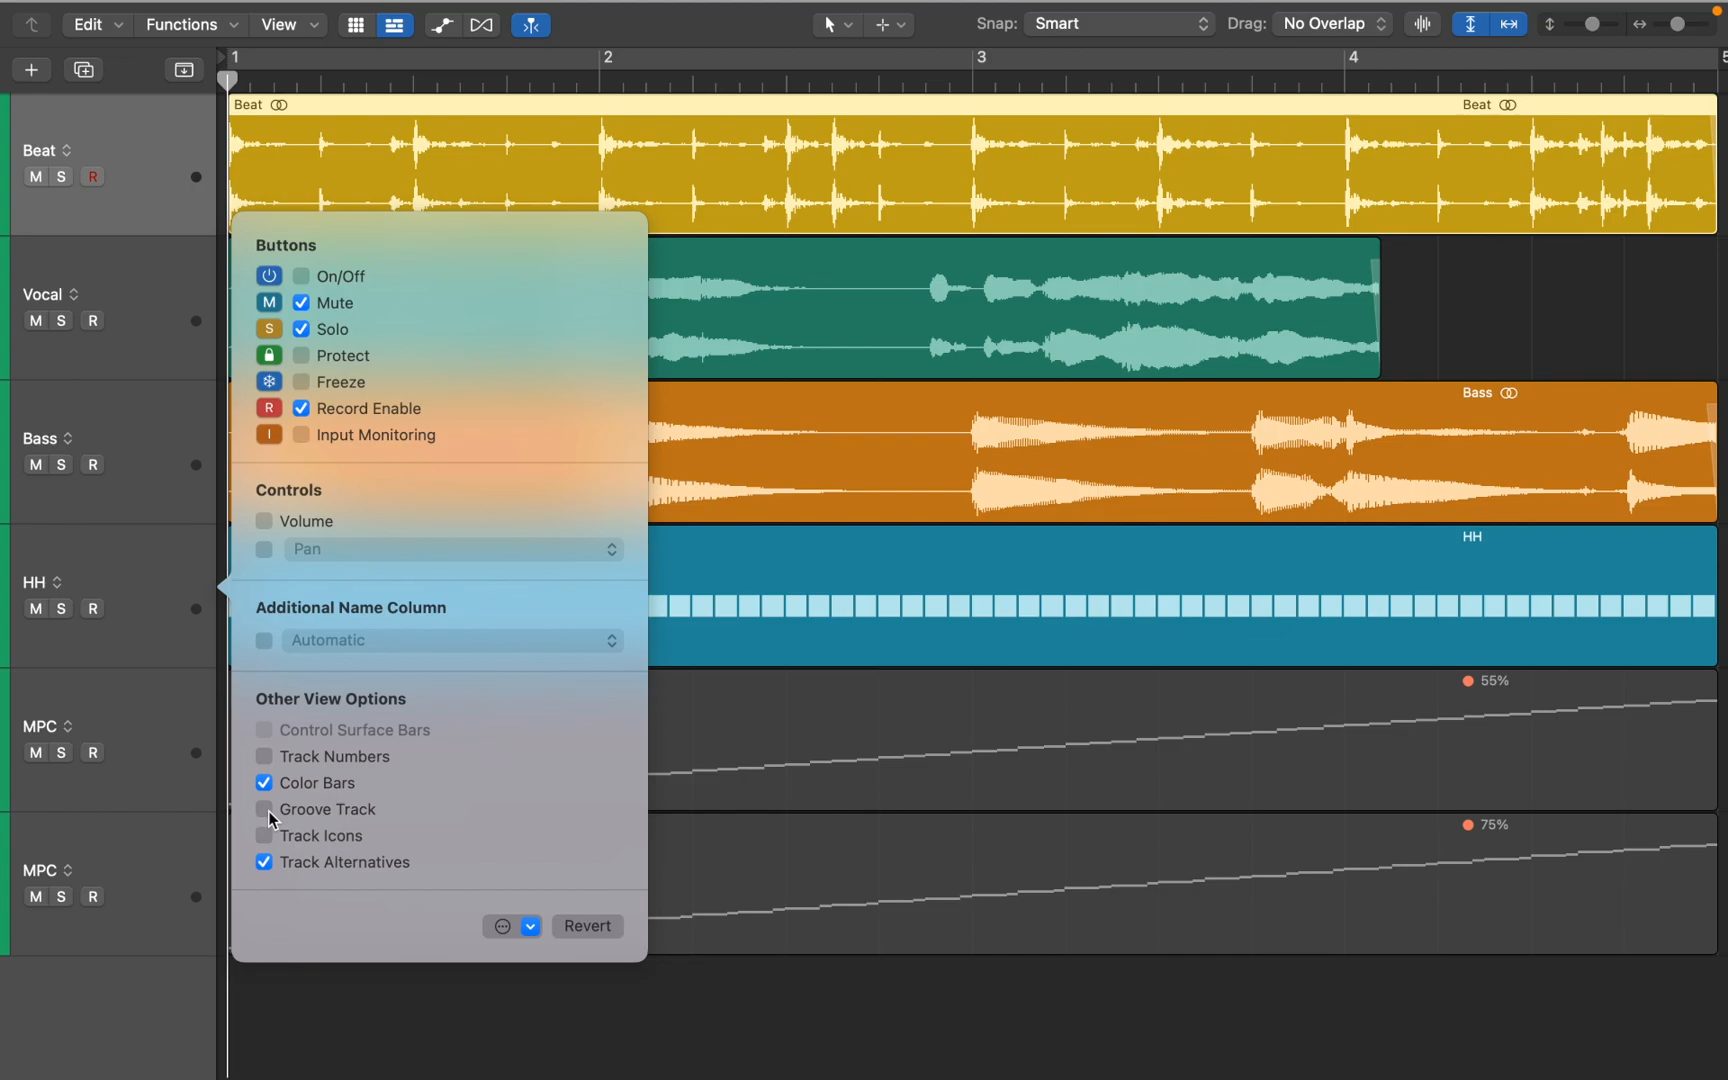 Edit Functions View Snap: Smart Drag: No Overlap
1 2 3 4 5
Beat Beat
Beat
M S R
Vocal
M S R
Bass
Bass
M S R
HH
HH
M S R
55%
MPC
M S R
75%
MPC
M S R
Buttons
On/Off
M Mute
S Solo
Protect
Freeze
R Record Enable
I Input Monitoring
Controls
Volume
Pan
Additional Name Column
Automatic
Other View Options
Control Surface Bars
Track Numbers
Color Bars
Groove Track
Track Icons
Track Alternatives
Revert